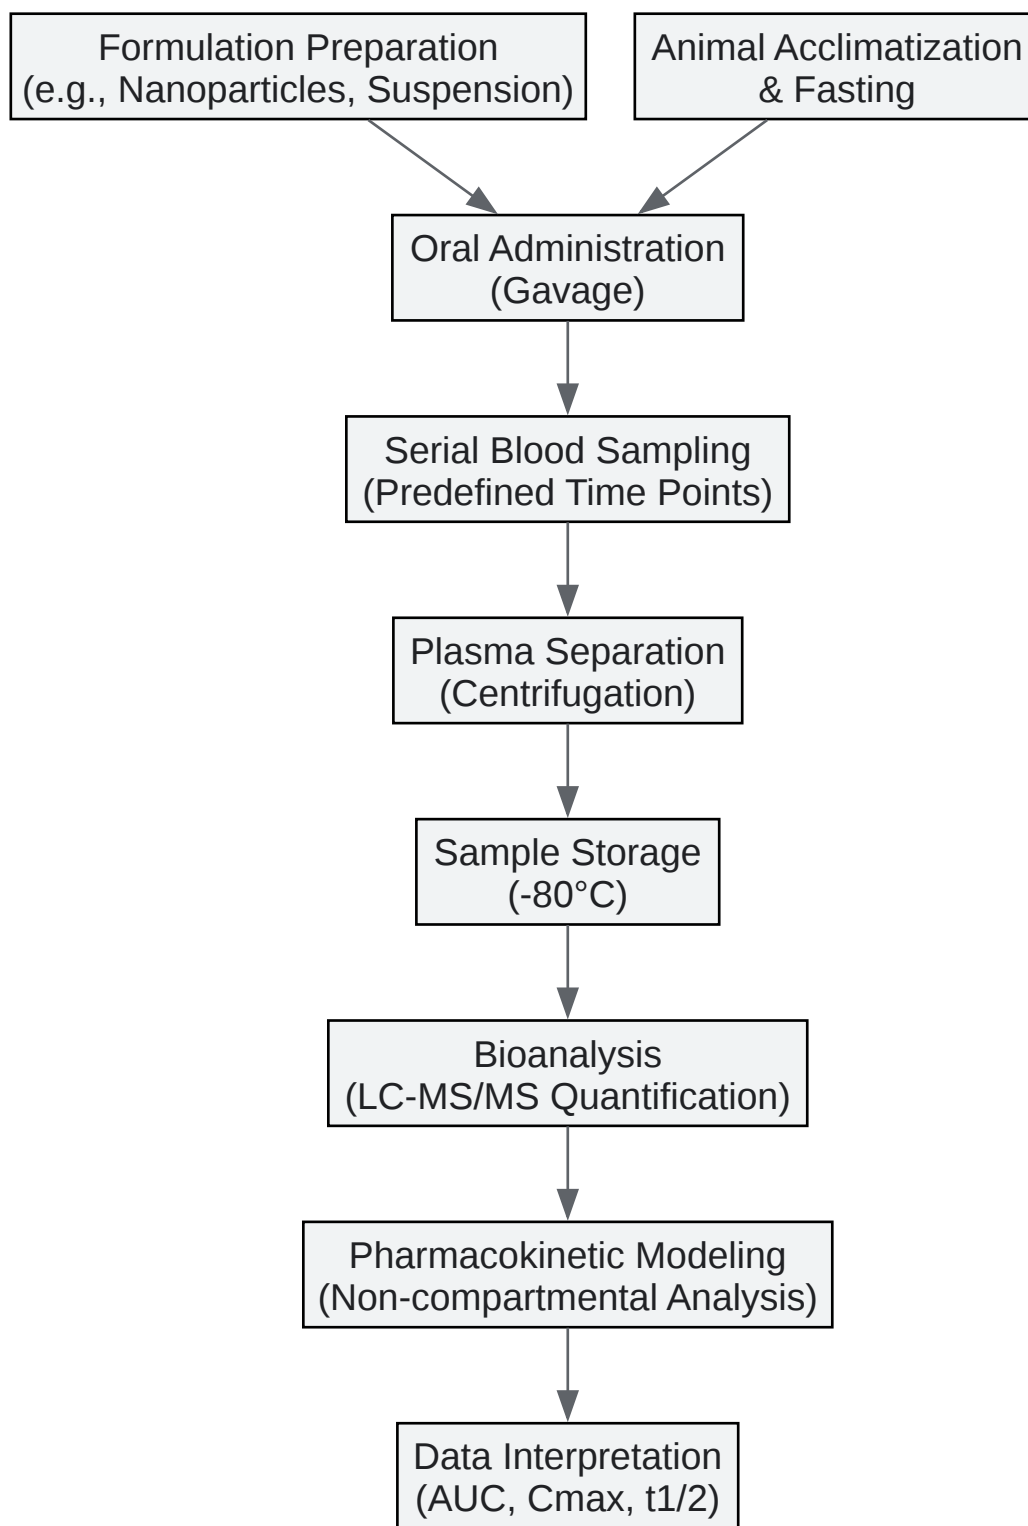 Formulation Preparation
(e.g., Nanoparticles, Suspension)
Animal Acclimatization
& Fasting
Oral Administration
(Gavage)
Serial Blood Sampling
(Predefined Time Points)
Plasma Separation
(Centrifugation)
Sample Storage
(-80°C)
Bioanalysis
(LC-MS/MS Quantification)
Pharmacokinetic Modeling
(Non-compartmental Analysis)
Data Interpretation
(AUC, Cmax, t1/2)